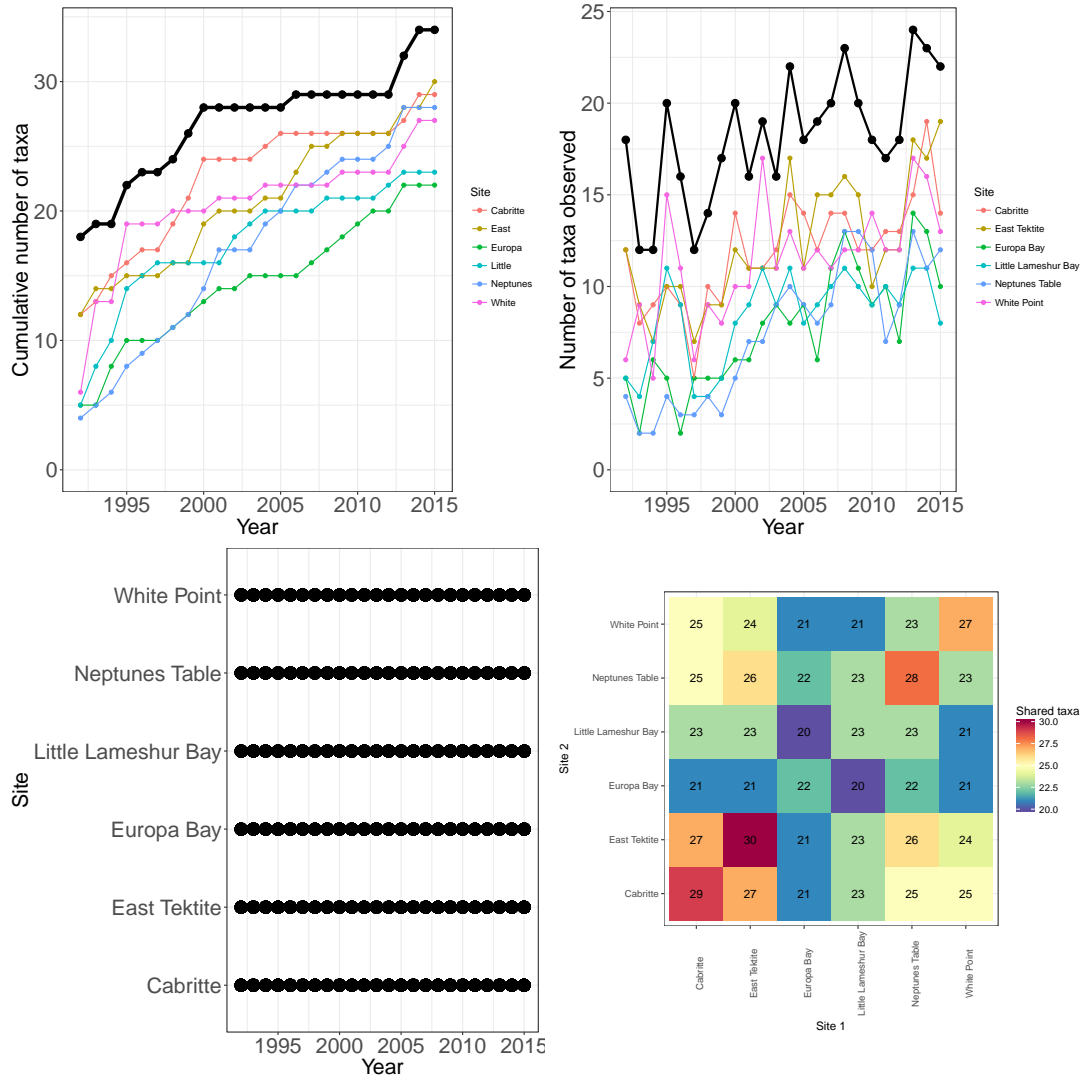 Cumulative number of taxa
30
20
10
0
1995 2000 2005 2010 2015
Year
Site
Cabritte
East
Europa
Little
Neptunes
White
Number of taxa observed
25
20
15
10
5
0
1995 2000 2005 2010 2015
Year
Site
Cabritte
East Tektite
Europa Bay
Little Lameshur Bay
Neptunes Table
White Point
Site
White Point
Neptunes Table
Little Lameshur Bay
Europa Bay
East Tektite
Cabritte
1995 2000 2005 2010 2015
Year
Site 2
White Point 25 24 21 21 23 27
Neptunes Table 25 26 22 23 28 23
Little Lameshur Bay 23 23 20 23 23 21
Europa Bay 21 21 22 20 22 21
East Tektite 27 30 21 23 26 24
Cabritte 29 27 21 23 25 25
Cabritte
East Tektite
Europa Bay
Little Lameshur Bay
Neptunes Table
White Point
Site 1
Shared taxa
30.0
27.5
25.0
22.5
20.0